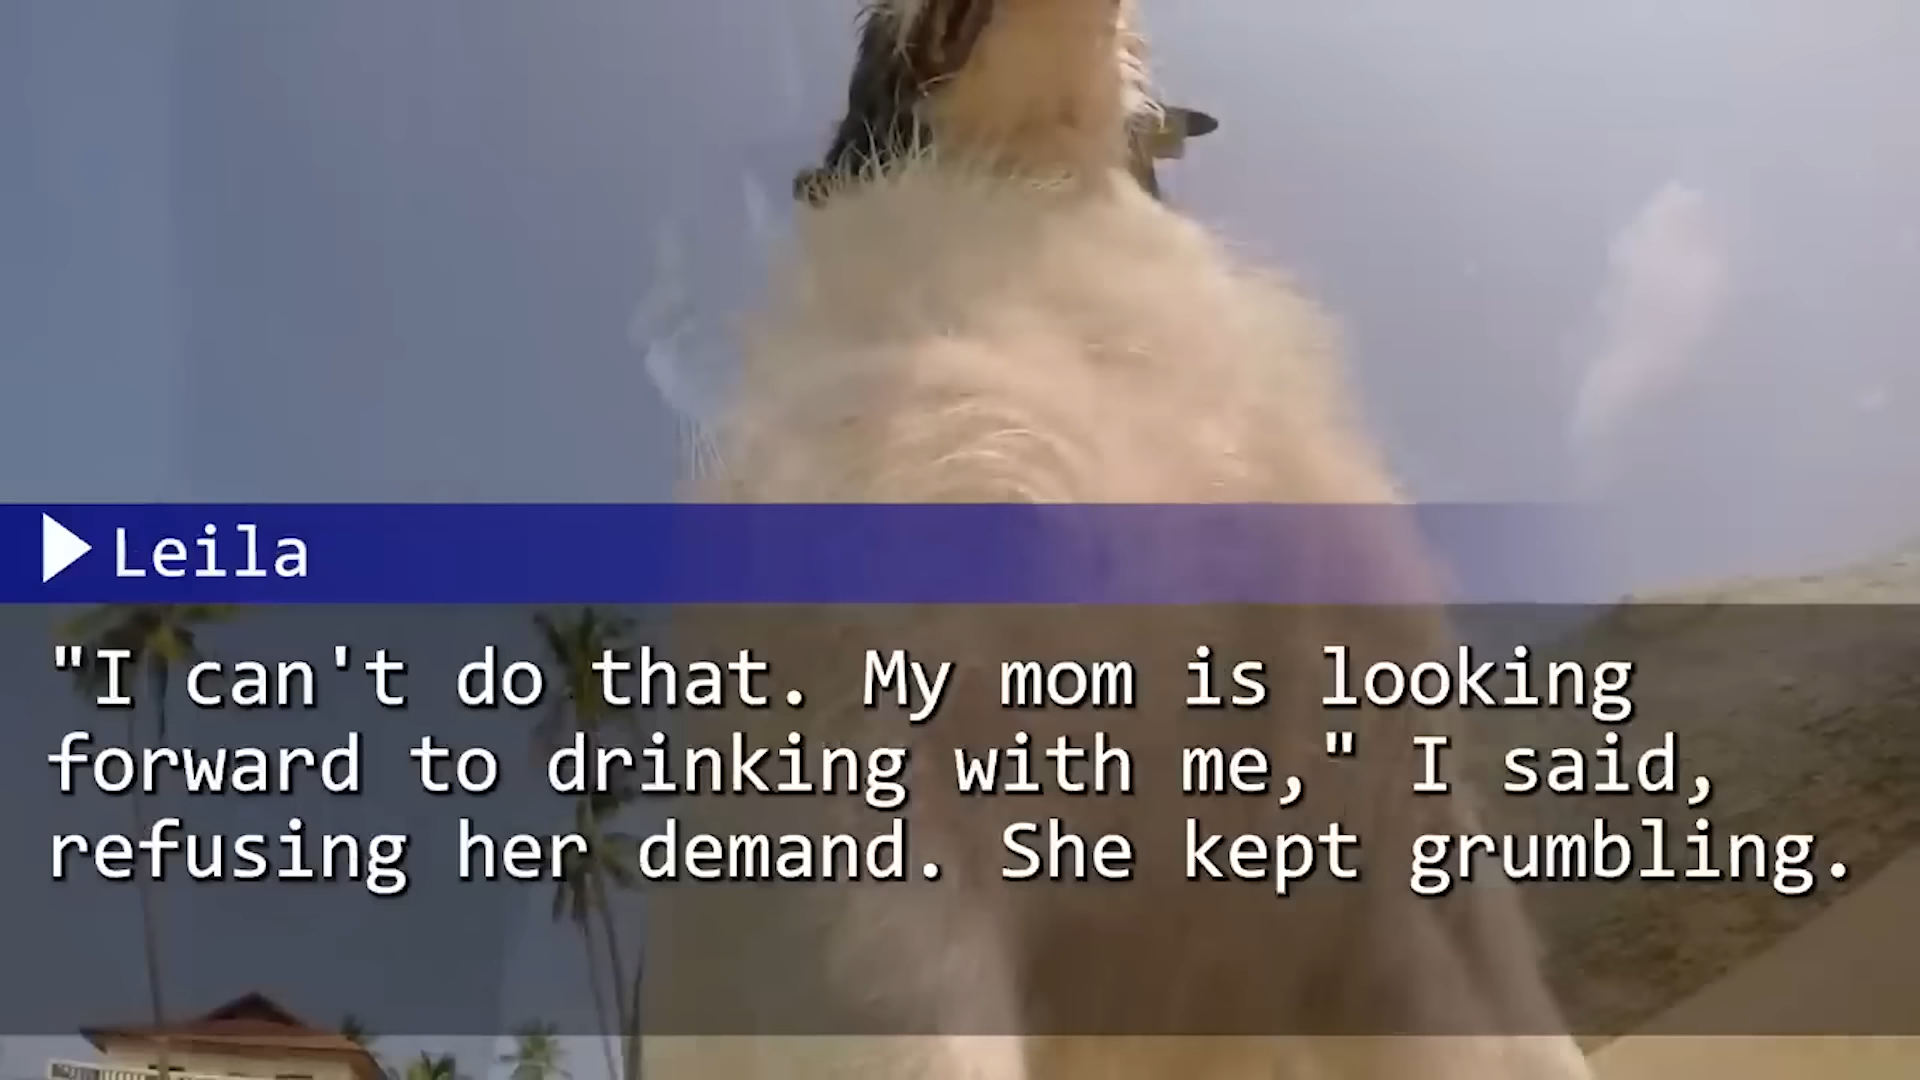 Leila
"I can't do that. My mom is looking
forward to drinking with me," I said,
refusing her demand. She kept grumbling.